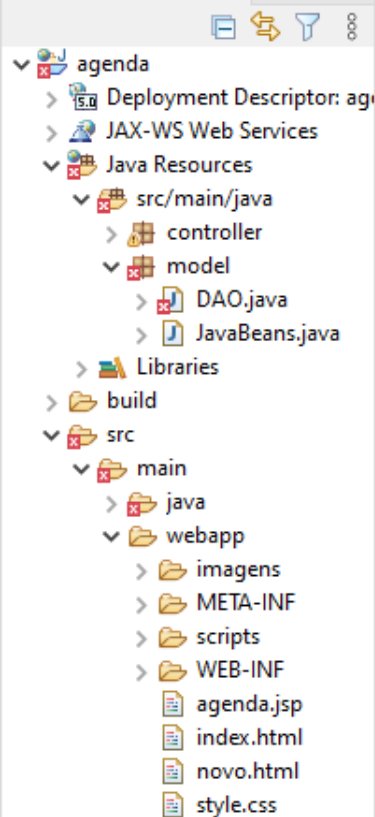 agenda
5.0 Deployment Descriptor: age
JAX-WS Web Services
Java Resources
src/main/java
controller
model
DAO.java
JavaBeans.java
Libraries
build
src
main
java
webapp
imagens
META-INF
scripts
WEB-INF
agenda.jsp
index.html
novo.html
style.css